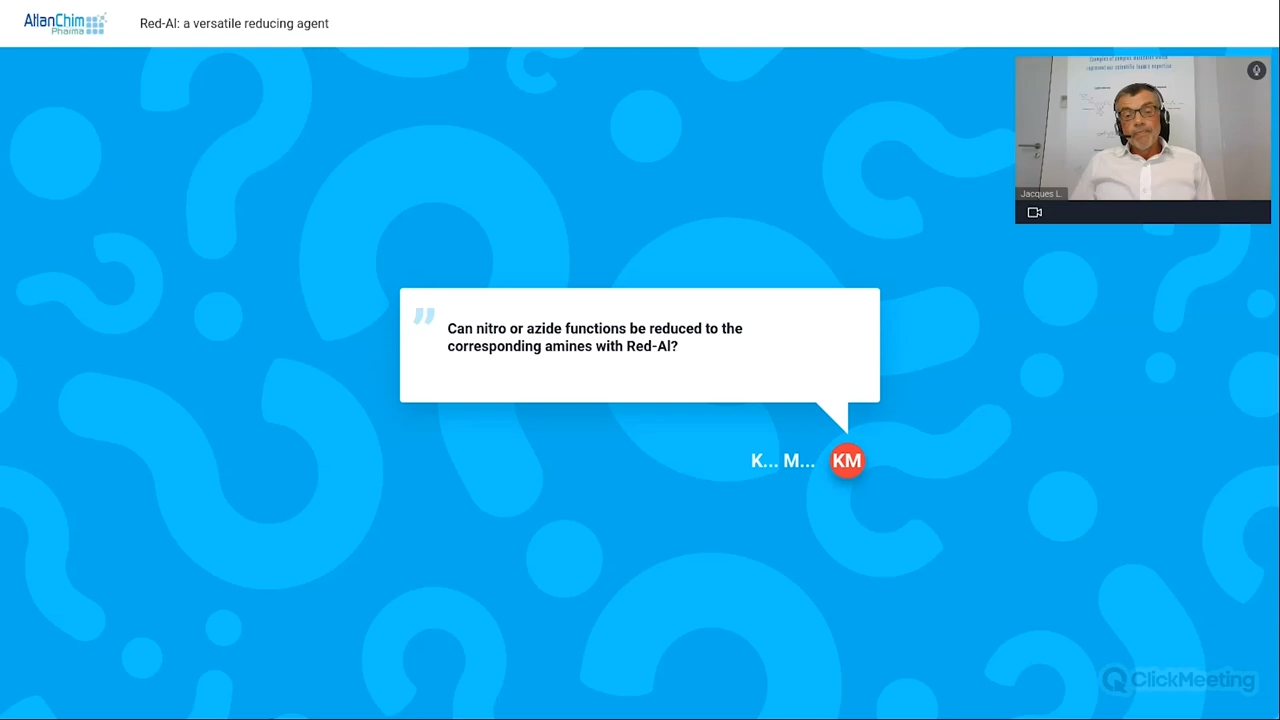 AtlanChim
Pharma
Red-Al: a versatile reducing agent
Jacques L.
Can nitro or azide functions be reduced to the
corresponding amines with Red-Al?
K... M...
KM
ClickMeeting